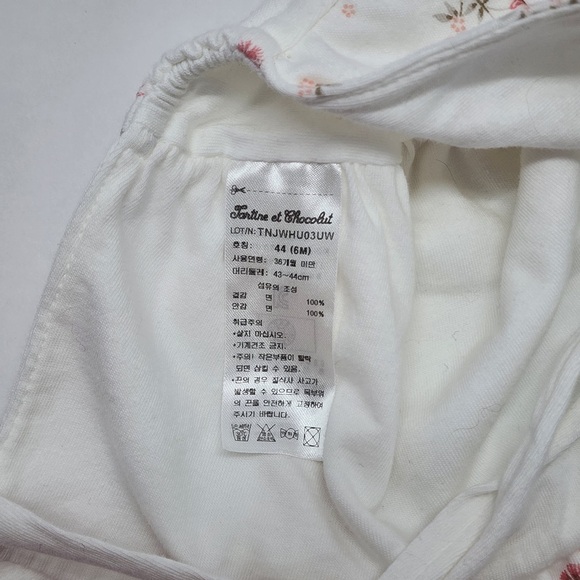 Tartine et Chocolat
LOT/N: TNJWHU03UW
호칭: 44 (6M)
사용연령: 36개월 미만
머리둘레: 43~44cm
섬유의 조성
겉감 면 100%
안감 면 100%
취급주의
•삶지 마십시오.
•기계건조 금지.
•주의! 작은부품이 탈락
되면 삼킬 수 있음.
•끈의 경우 질식사 사고가
발생할 수 있으므로 목부위
의 끈을 안전하게 고정하여
주시기 바랍니다.